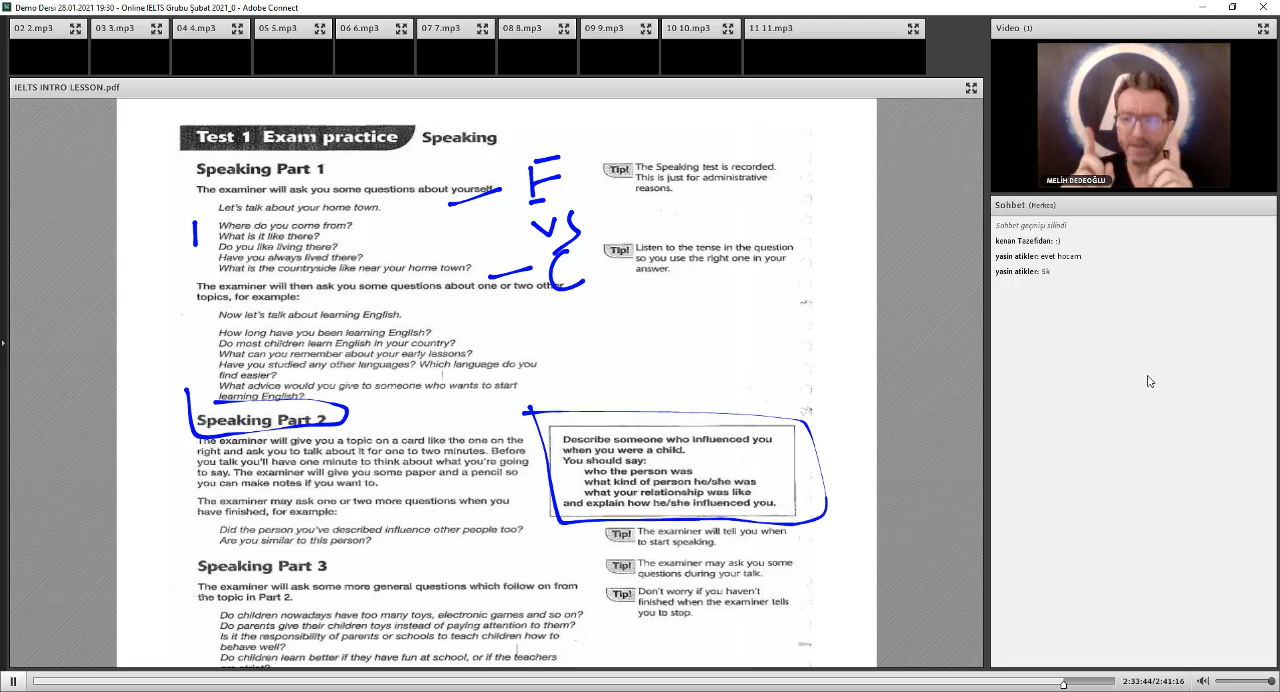 Demo Dersi 28.01.2021 19:30 - Online IELTS Grubu Şubat 2021_0 - Adobe Connect
02 2.mp3
03 3.mp3
04 4.mp3
05 5.mp3
06 6.mp3
07 7.mp3
08 8.mp3
09 9.mp3
10 10.mp3
11 11.mp3
IELTS INTRO LESSON.pdf
Test 1 Exam practice Speaking
Speaking Part 1
The examiner will ask you some questions about yourself.
Let's talk about your home town.
Where do you come from?
What is it like there?
Do you like living there?
Have you always lived there?
What is the countryside like near your home town?
The examiner will then ask you some questions about one or two other
topics, for example:
Now let's talk about learning English.
How long have you been learning English?
Do most children learn English in your country?
What can you remember about your early lessons?
Have you studied any other languages? Which language do you
find easier?
What advice would you give to someone who wants to start
learning English?
1
F
vs
C
Tip! The Speaking test is recorded.
This is just for administrative
reasons.
Tip! Listen to the tense in the question
so you use the right one in your
answer.
Speaking Part 2
The examiner will give you a topic on a card like the one on the
right and ask you to talk about it for one to two minutes. Before
you talk you'll have one minute to think about what you're going
to say. The examiner will give you some paper and a pencil so
you can make notes if you want to.
The examiner may ask one or two more questions when you
have finished, for example:
Did the person you've described influence other people too?
Are you similar to this person?
Describe someone who influenced you
when you were a child.
You should say:
who the person was
what kind of person he/she was
what your relationship was like
and explain how he/she influenced you.
Tip! The examiner will tell you when
to start speaking.
Tip! The examiner may ask you some
questions during your talk.
Tip! Don't worry if you haven't
finished when the examiner tells
you to stop.
Speaking Part 3
The examiner will ask some more general questions which follow on from
the topic in Part 2.
Do children nowadays have too many toys, electronic games and so on?
Do parents give their children toys instead of paying attention to them?
Is it the responsibility of parents or schools to teach children how to
behave well?
Do children learn better if they have fun at school, or if the teachers
Video (1)
MELİH DEDEOĞLU
Sohbet (Herkes)
Sohbet geçmişi silindi
kenan Tazefidan: :)
yasin atikler: evet hocam
yasin atikler: 5k
2:33:44/2:41:16